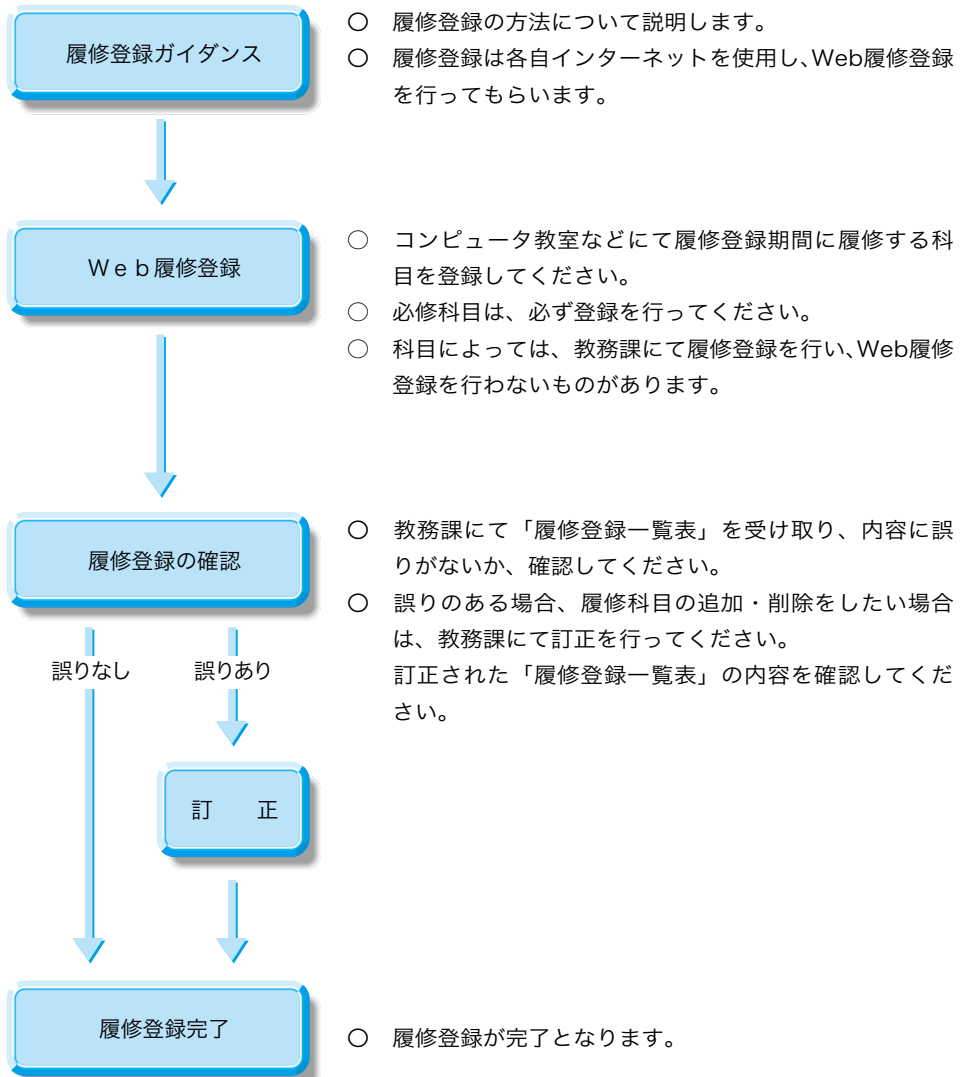 履修登録ガイダンス
○　履修登録の方法について説明します。
○　履修登録は各自インターネットを使用し、Web履修登録
を行ってもらいます。
Ｗｅｂ履修登録
○　コンピュータ教室などにて履修登録期間に履修する科
目を登録してください。
○　必修科目は、必ず登録を行ってください。
○　科目によっては、教務課にて履修登録を行い、Web履修
登録を行わないものがあります。
履修登録の確認
○　教務課にて「履修登録一覧表」を受け取り、内容に誤
りがないか、確認してください。
○　誤りのある場合、履修科目の追加・削除をしたい場合
は、教務課にて訂正を行ってください。
訂正された「履修登録一覧表」の内容を確認してくだ
さい。
誤りなし
誤りあり
訂　正
履修登録完了
○　履修登録が完了となります。